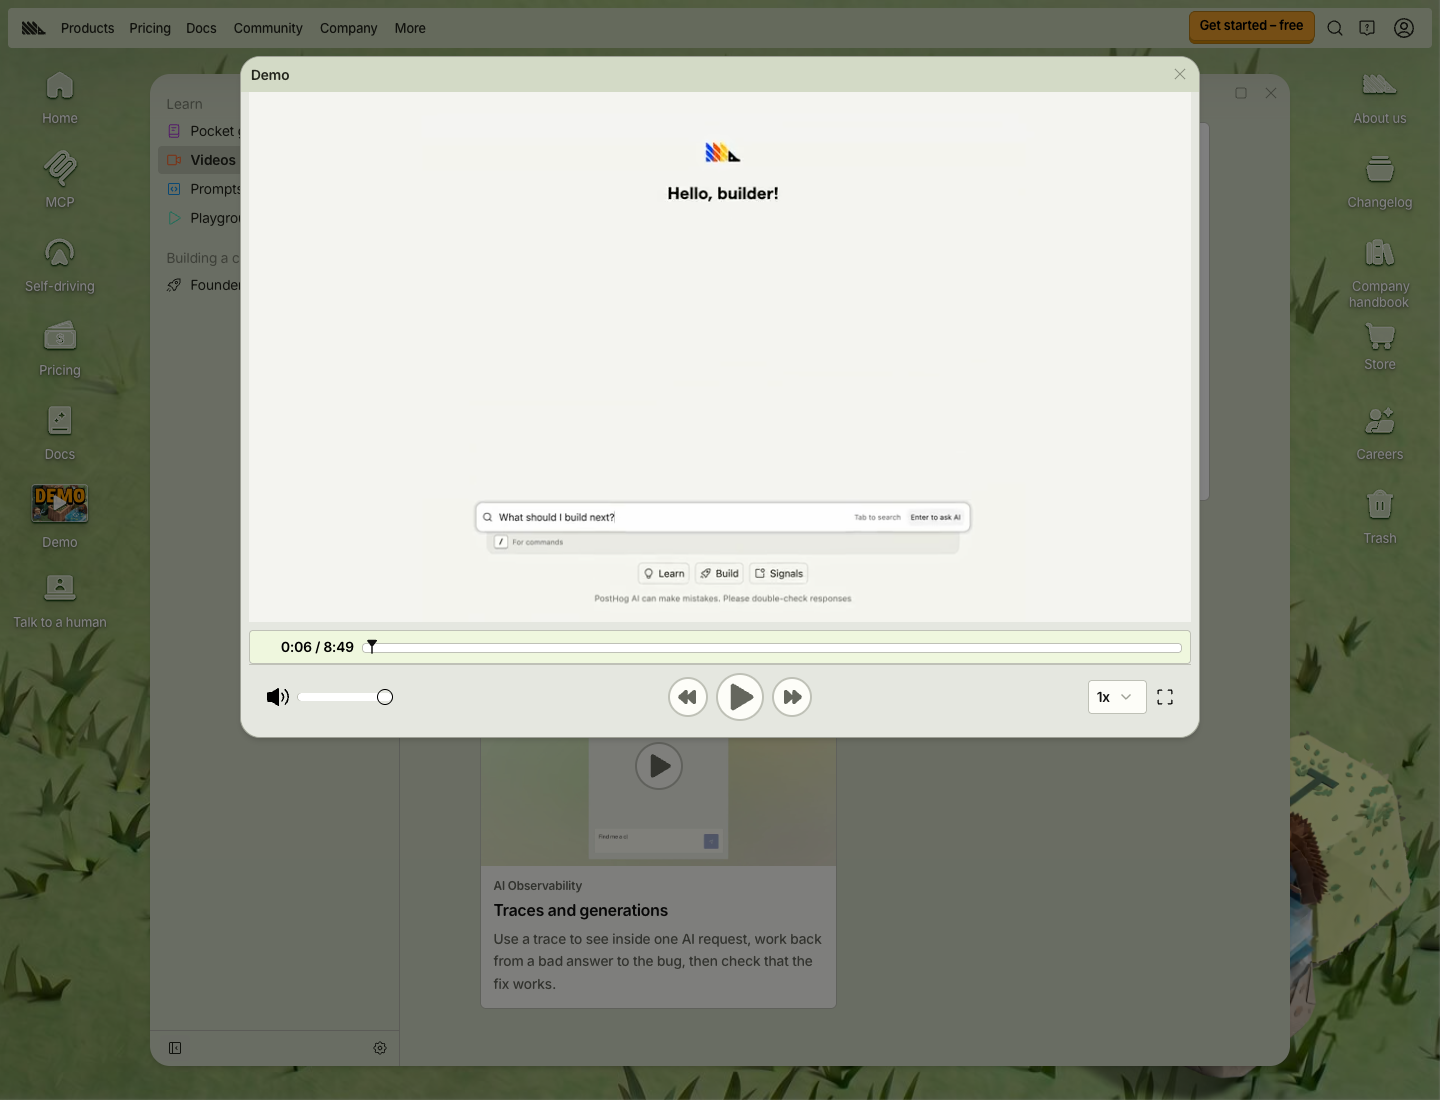 Products Pricing Docs Community Company More
Get started – free
Home
MCP
Self-driving
Pricing
Docs
DEMO
Demo
Talk to a human
Learn
Pocket
Videos
Prompts
Building a
Demo
Hello, builder!
What should I build next?
Tab to search
Enter to ask AI
/ For commands
Learn
Build
Signals
PostHog AI can make mistakes. Please double-check responses
0:06 / 8:49
1x
AI Observability
Traces and generations
Use a trace to see inside one AI request, work back
from a bad answer to the bug, then check that the
fix works.
About us
Changelog
Company
handbook
Store
Careers
Trash